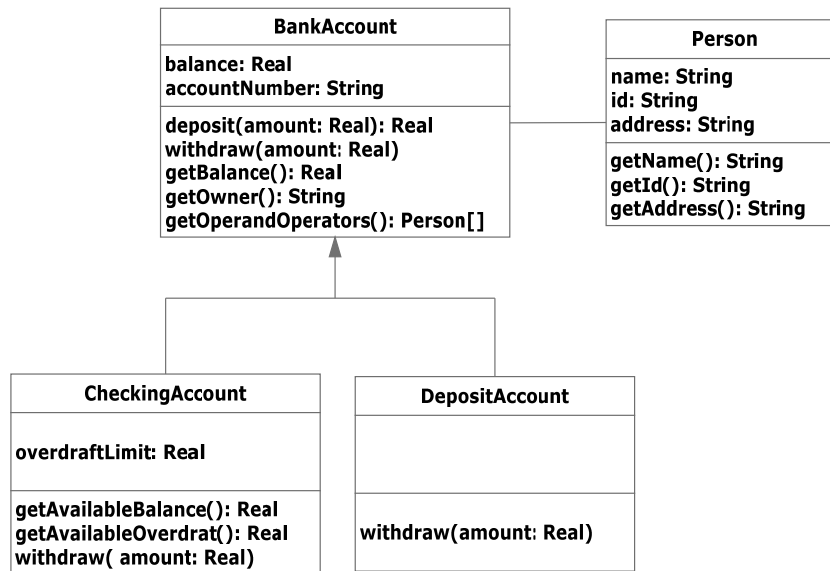 BankAccount
balance: Real
accountNumber: String
deposit(amount: Real): Real
withdraw(amount: Real)
getBalance(): Real
getOwner(): String
getOperandOperators(): Person[]
Person
name: String
id: String
address: String
getName(): String
getId(): String
getAddress(): String
CheckingAccount
overdraftLimit: Real
getAvailableBalance(): Real
getAvailableOverdrat(): Real
withdraw( amount: Real)
DepositAccount
withdraw(amount: Real)